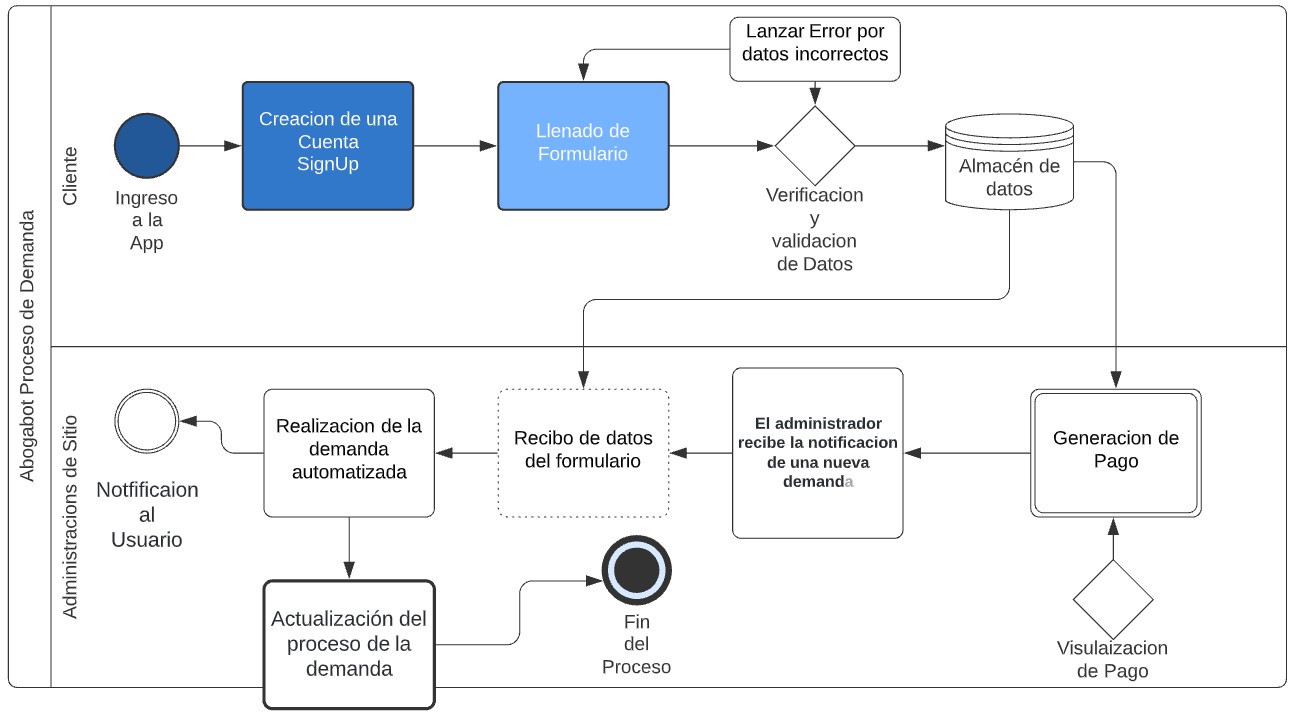 Abogabot Proceso de Demanda
Cliente
Ingreso
a la
App
Creacion de una
Cuenta
SignUp
Llenado de
Formulario
Lanzar Error por
datos incorrectos
Verificacion
y
validacion
de Datos
Almacén de
datos
Administracions de Sitio
Notfificaion
al
Usuario
Realizacion de la
demanda
automatizada
Recibo de datos
del formulario
El administrador
recibe la notificacion
de una nueva
demanda
Generacion de
Pago
Actualización del
proceso de la
demanda
Fin
del
Proceso
Visulaizacion
de Pago